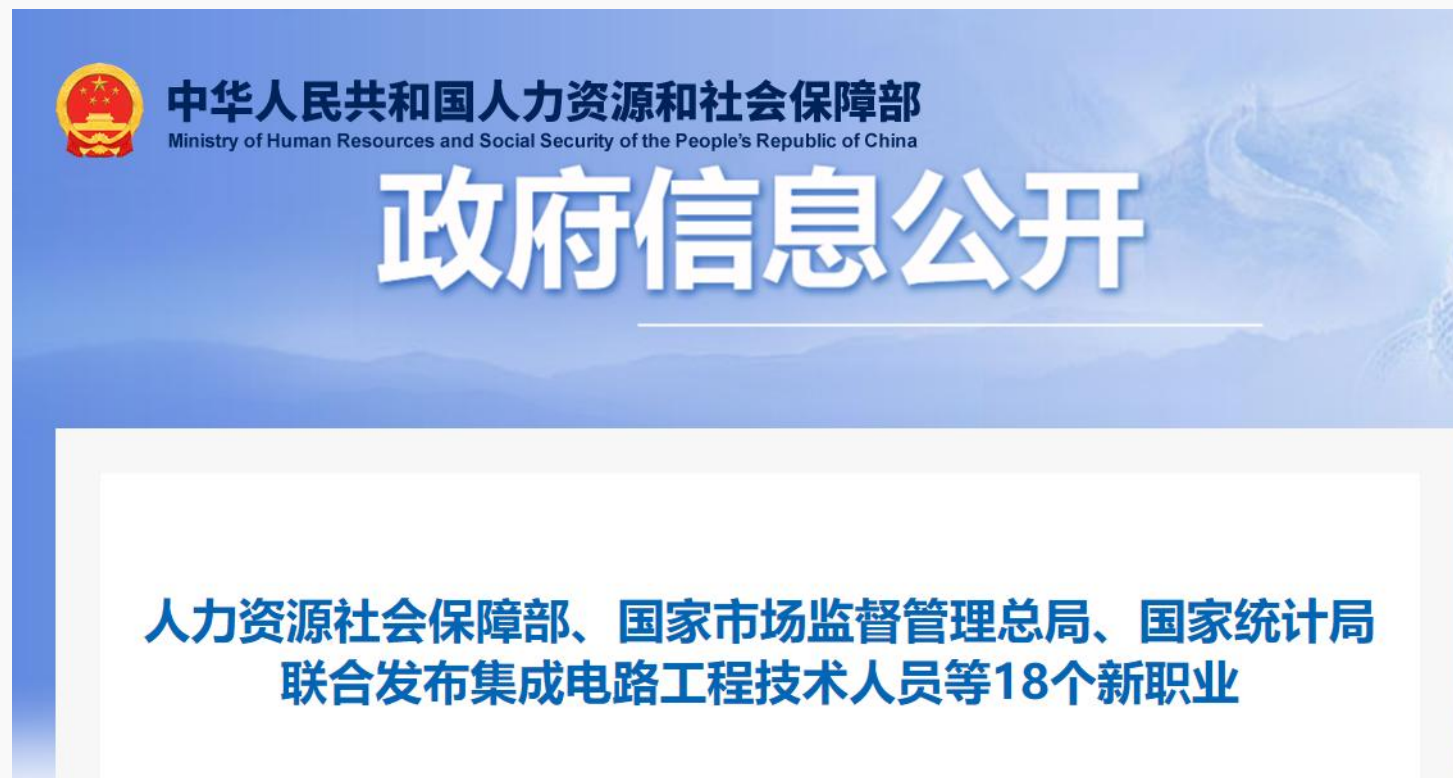 中华人民共和国人力资源和社会保障部
Ministry of Human Resources and Social Security of the People's Republic of China
政府信息公开
人力资源社会保障部、国家市场监督管理总局、国家统计局
联合发布集成电路工程技术人员等18个新职业